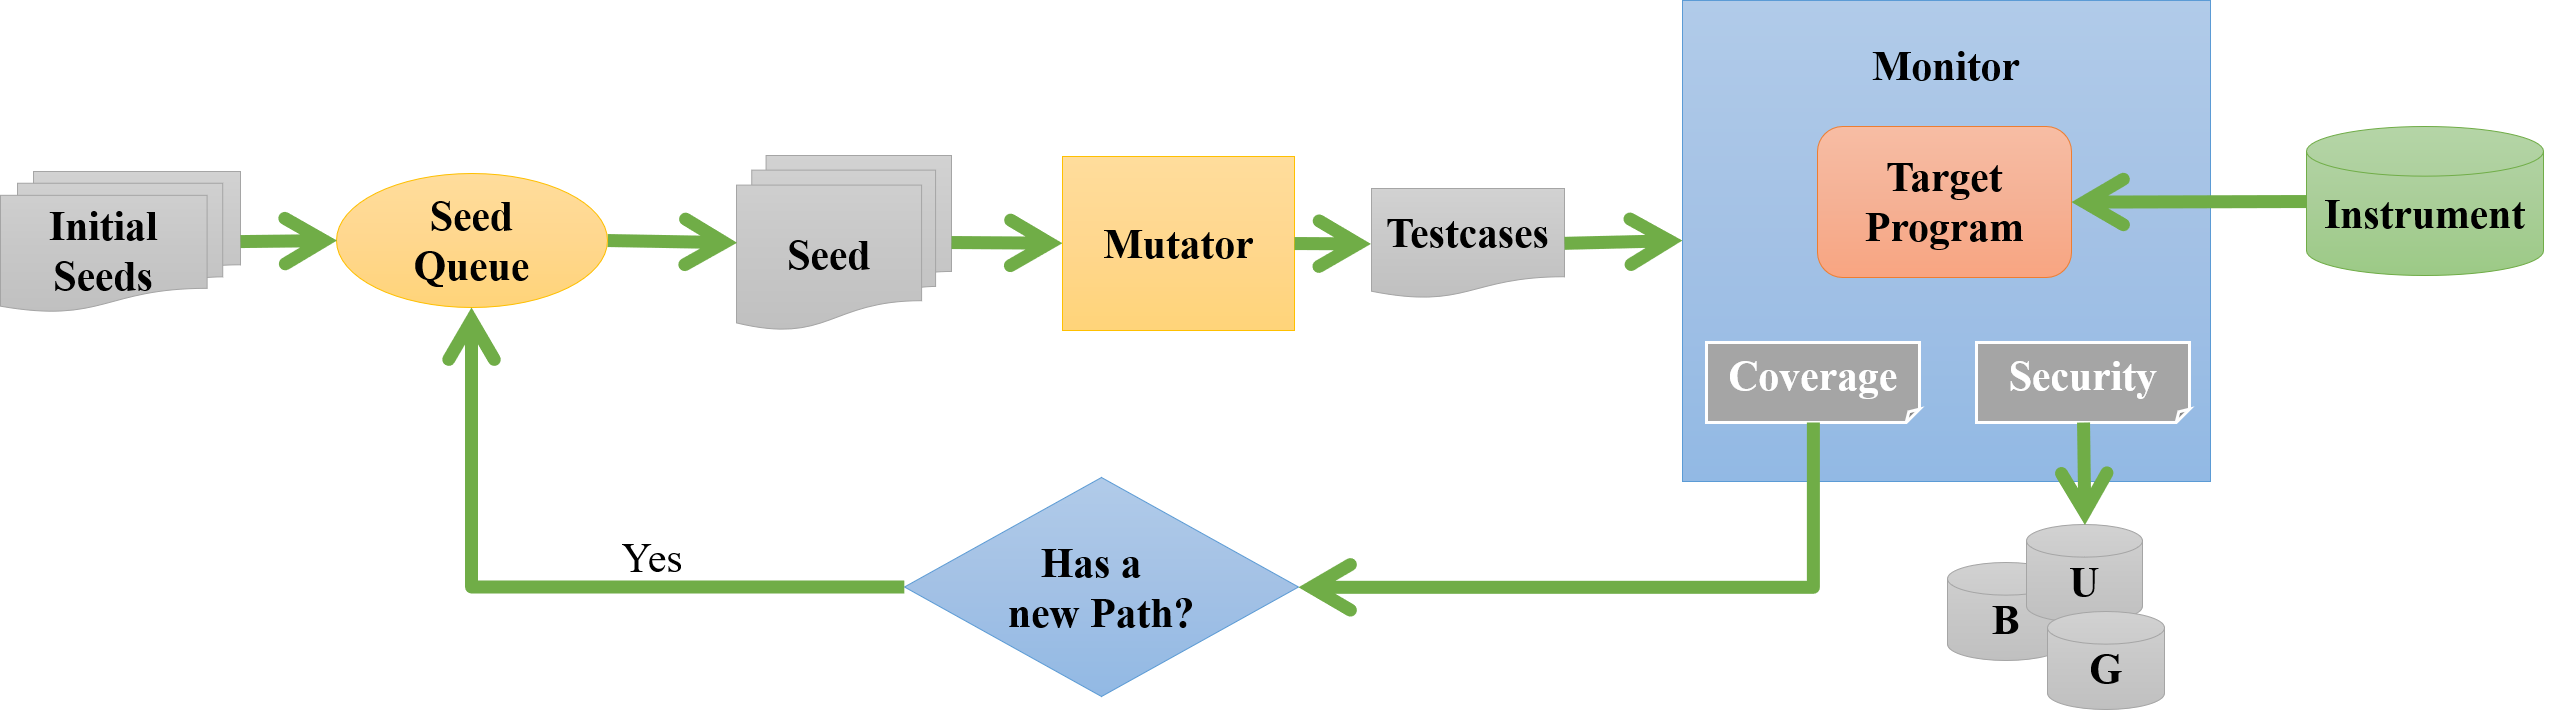 Initial
Seeds
Seed
Queue
Seed
Mutator
Testcases
Monitor
Target
Program
Instrument
Coverage
Security
Yes
Has a
new Path?
B
U
G